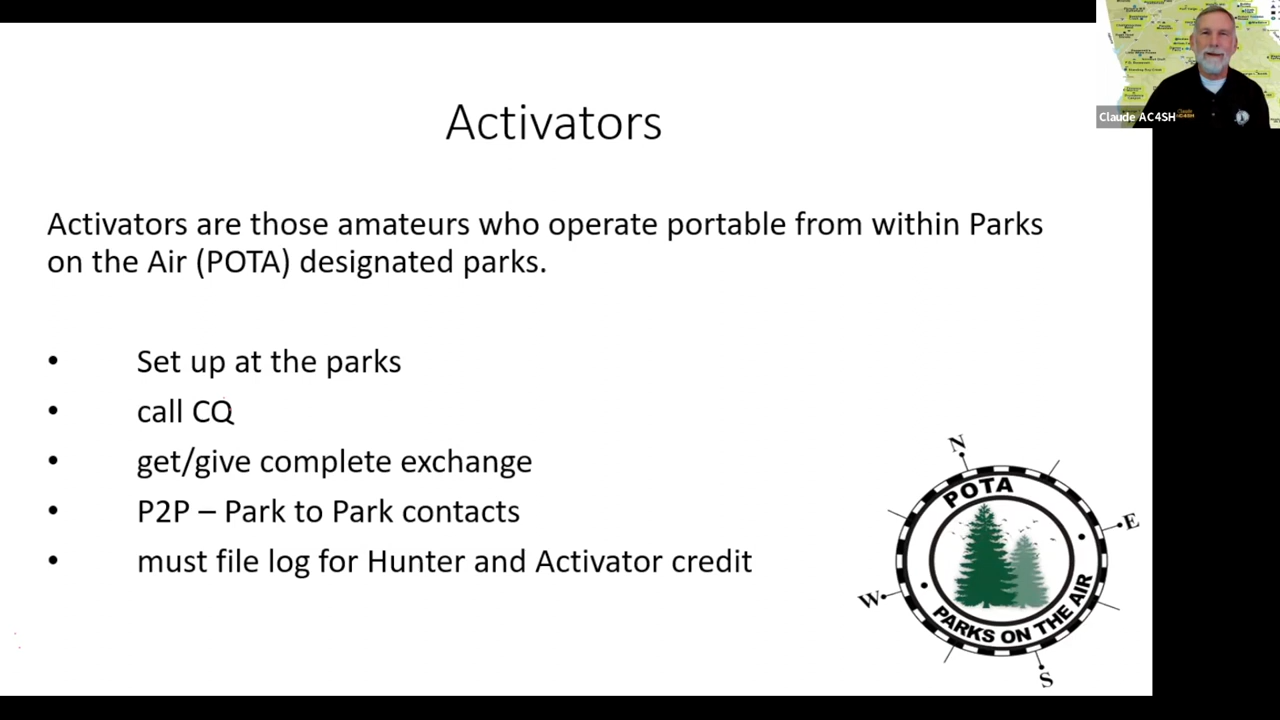 Activators
Claude AC4SH
Activators are those amateurs who operate portable from within Parks
on the Air (POTA) designated parks.
• Set up at the parks
• call CQ
• get/give complete exchange
• P2P – Park to Park contacts
• must file log for Hunter and Activator credit
N
POTA
E
W
PARKS ON THE AIR
S